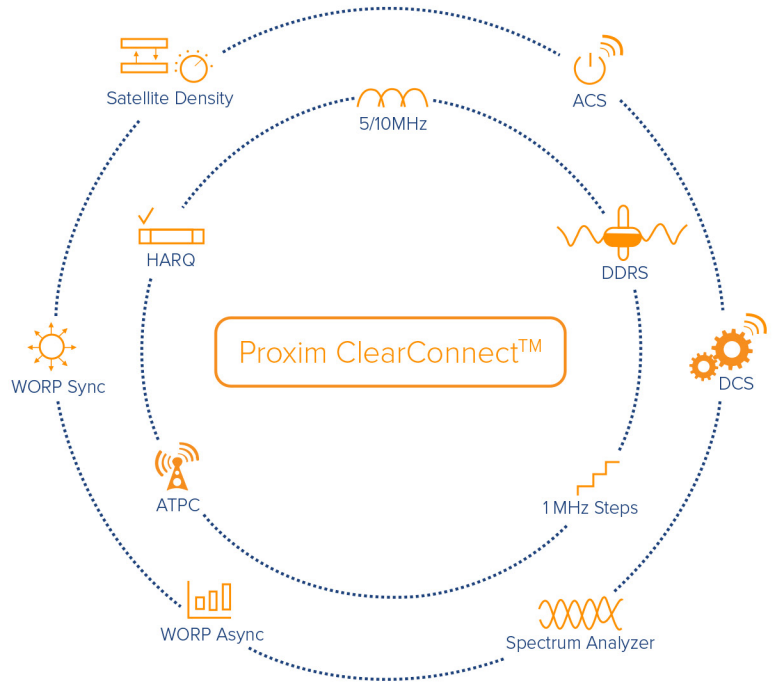 Satellite Density
ACS
5/10MHz
HARQ
DDRS
Proxim ClearConnect™
WORP Sync
DCS
ATPC
1 MHz Steps
WORP Async
Spectrum Analyzer